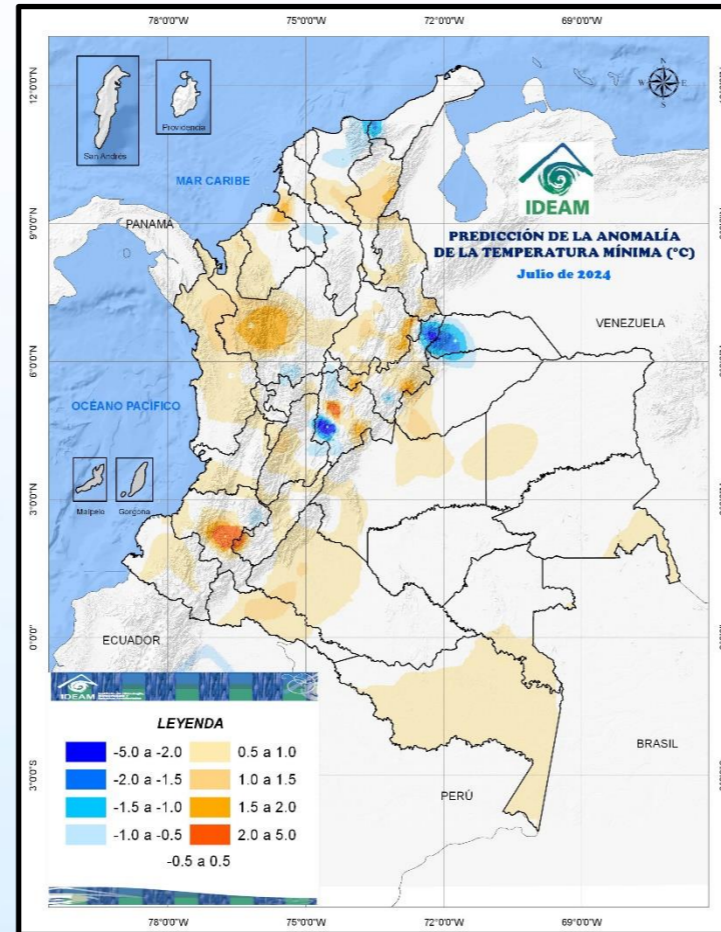 78°0'0"W 75°0'0"W 72°0'0"W 69°0'0"W
12°0'0"N
9°0'0"N
6°0'0"N
3°0'0"N
0°0'0"
3°0'0"S
San Andrés
Providencia
MAR CARIBE
PANAMÁ
N
W E
S
IDEAM
PREDICCIÓN DE LA ANOMALÍA
DE LA TEMPERATURA MÍNIMA (°C)
Julio de 2024
VENEZUELA
OCÉANO PACÍFICO
Malpelo
Gorgona
ECUADOR
BRASIL
PERÚ
IDEAM
LEYENDA
-5.0 a -2.0 0.5 a 1.0
-2.0 a -1.5 1.0 a 1.5
-1.5 a -1.0 1.5 a 2.0
-1.0 a -0.5 2.0 a 5.0
-0.5 a 0.5
78°0'0"W 75°0'0"W 72°0'0"W 69°0'0"W